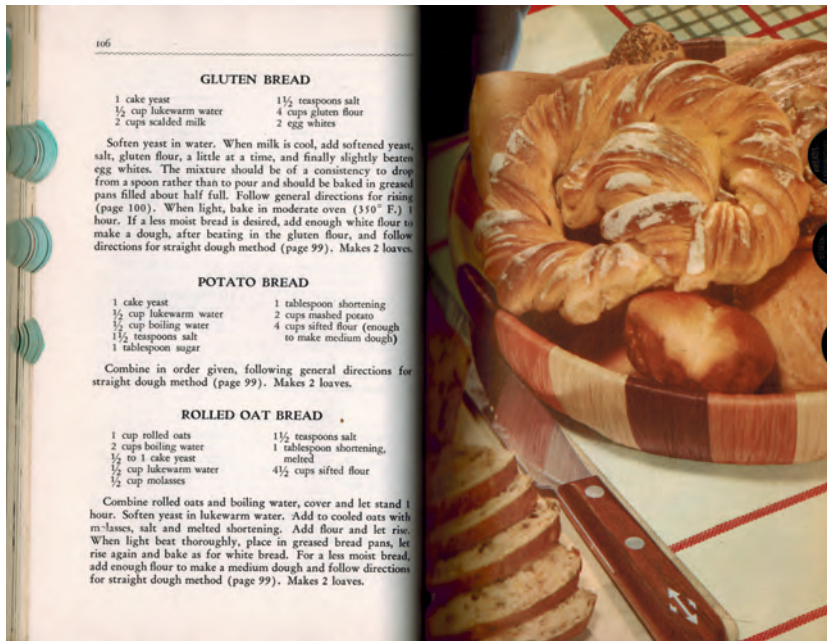 106
GLUTEN BREAD
1 cake yeast
½ cup lukewarm water
2 cups scalded milk
1½ teaspoons salt
4 cups gluten flour
2 egg whites
Soften yeast in water. When milk is cool, add softened yeast,
salt, gluten flour, a little at a time, and finally slightly beaten
egg whites. The mixture should be of a consistency to drop
from a spoon rather than to pour and should be baked in greased
pans filled about half full. Follow general directions for rising
(page 100). When light, bake in moderate oven (350° F.) 1
hour. If a less moist bread is desired, add enough white flour to
make a dough, after beating in the gluten flour, and follow
directions for straight dough method (page 99). Makes 2 loaves.
POTATO BREAD
1 cake yeast
½ cup lukewarm water
½ cup boiling water
1½ teaspoons salt
1 tablespoon sugar
1 tablespoon shortening
2 cups mashed potato
4 cups sifted flour (enough
to make medium dough)
Combine in order given, following general directions for
straight dough method (page 99). Makes 2 loaves.
ROLLED OAT BREAD
1 cup rolled oats
2 cups boiling water
½ to 1 cake yeast
½ cup lukewarm water
½ cup molasses
1½ teaspoons salt
1 tablespoon shortening,
melted
4½ cups sifted flour
Combine rolled oats and boiling water, cover and let stand 1
hour. Soften yeast in lukewarm water. Add to cooled oats with
molasses, salt and melted shortening. Add flour and let rise.
When light beat thoroughly, place in greased bread pans, let
rise again and bake as for white bread. For a less moist bread,
add enough flour to make a medium dough and follow directions
for straight dough method (page 99). Makes 2 loaves.